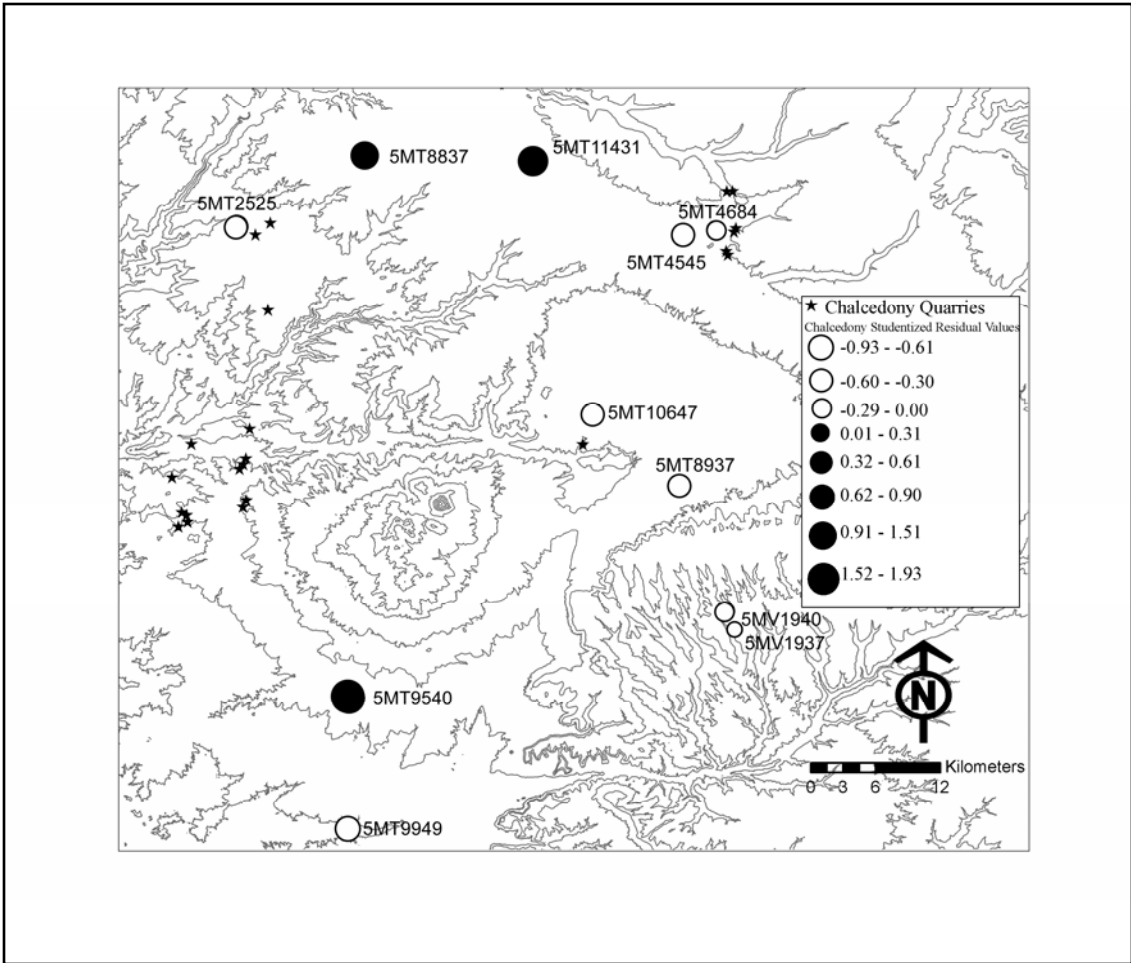 5MT8837
5MT11431
5MT2525
5MT4684
5MT4545
Chalcedony Quarries
Chalcedony Studentized Residual Values
-0.93 - -0.61
-0.60 - -0.30
-0.29 - 0.00
0.01 - 0.31
0.32 - 0.61
0.62 - 0.90
0.91 - 1.51
1.52 - 1.93
5MT10647
5MT8937
5MV1940
5MV1937
5MT9540
N
Kilometers
0 3 6 12
5MT9949